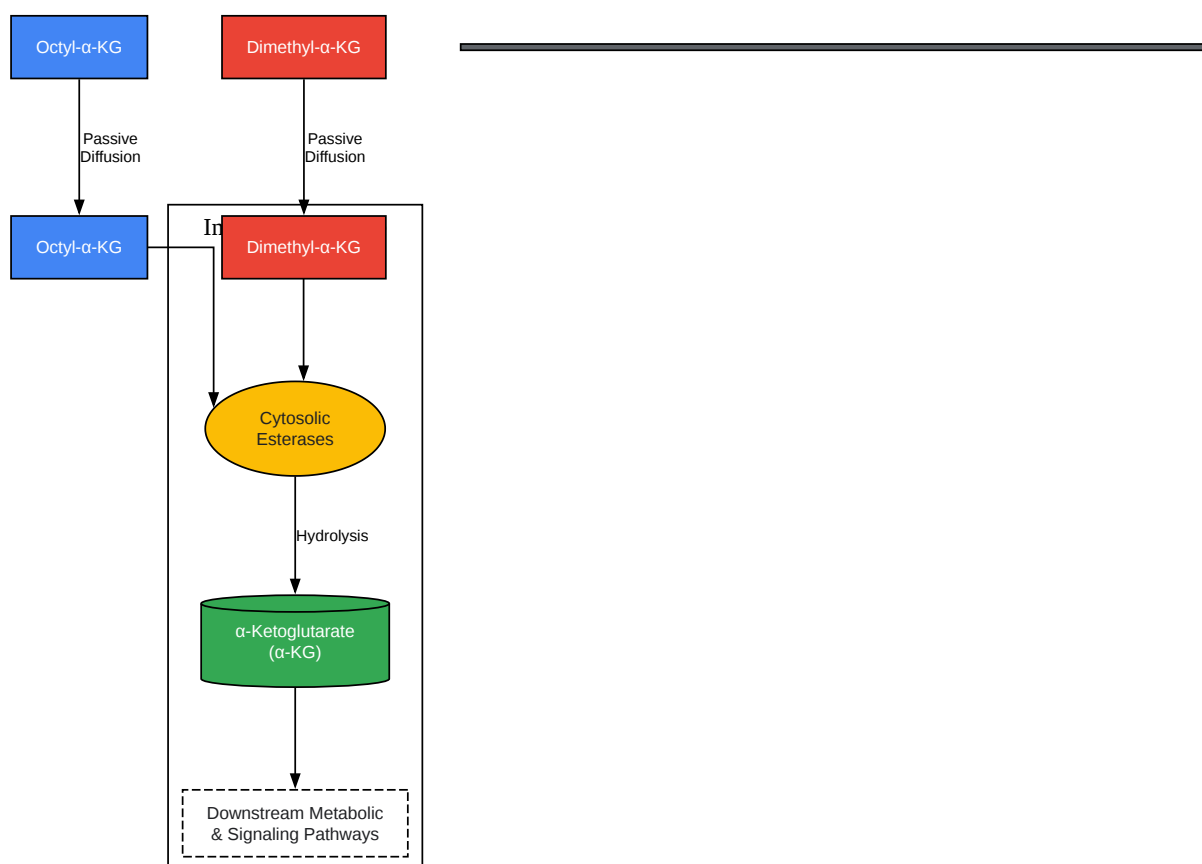 Octyl-α-KG
Dimethyl-α-KG
Passive
Diffusion
Passive
Diffusion
Octyl-α-KG
Dimethyl-α-KG
Cytosolic
Esterases
Hydrolysis
α-Ketoglutarate
(α-KG)
Downstream Metabolic
& Signaling Pathways